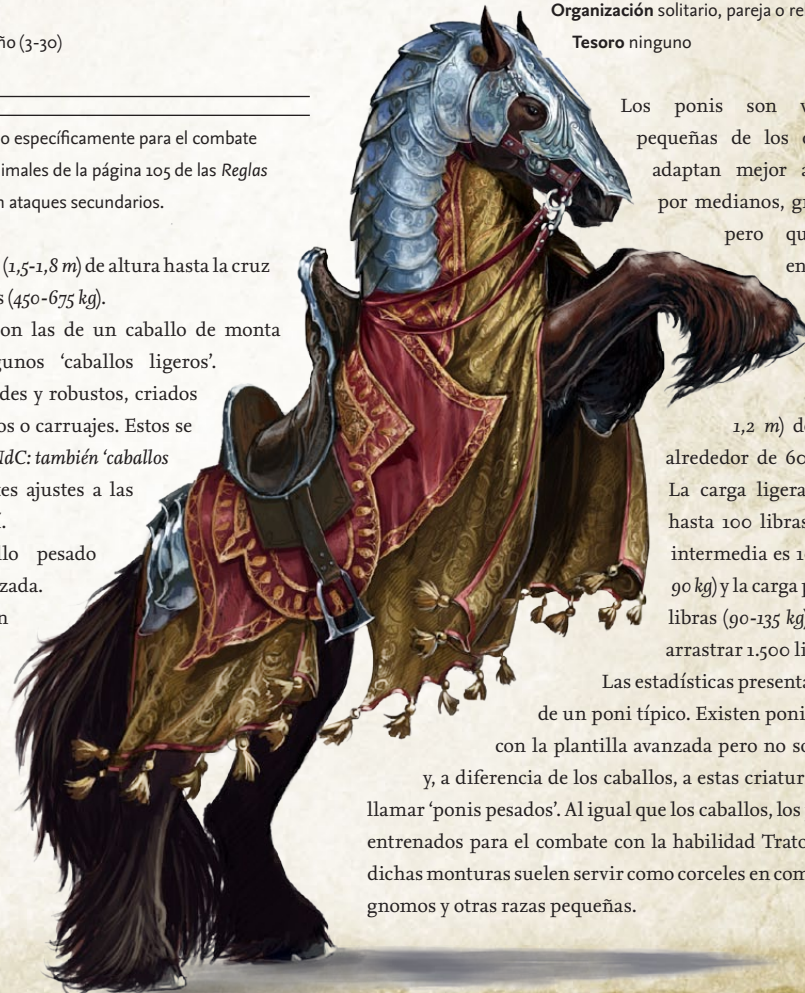 ño (3-30)
o específicamente para el combate
imales de la página 105 de las Reglas
n ataques secundarios.
(1,5-1,8 m) de altura hasta la cruz
s (450-675 kg).
on las de un caballo de monta
gunos ‘caballos ligeros’.
des y robustos, criados
os o carruajes. Estos se
NdC: también ‘caballos
tes ajustes a las
llo pesado
zada.
n
Organización solitario, pareja o re
Tesoro ninguno
Los ponis son v
pequeñas de los
adaptan mejor a
por medianos, gn
pero qu
en
1,2 m) de
alrededor de 60
La carga ligera
hasta 100 libras
intermedia es 10
90 kg) y la carga p
libras (90-135 kg)
arrastrar 1.500 li
Las estadísticas presenta
de un poni típico. Existen poni
con la plantilla avanzada pero no so
y, a diferencia de los caballos, a estas criatur
llamar ‘ponis pesados’. Al igual que los caballos, los
entrenados para el combate con la habilidad Trato
dichas monturas suelen servir como corceles en com
gnomos y otras razas pequeñas.